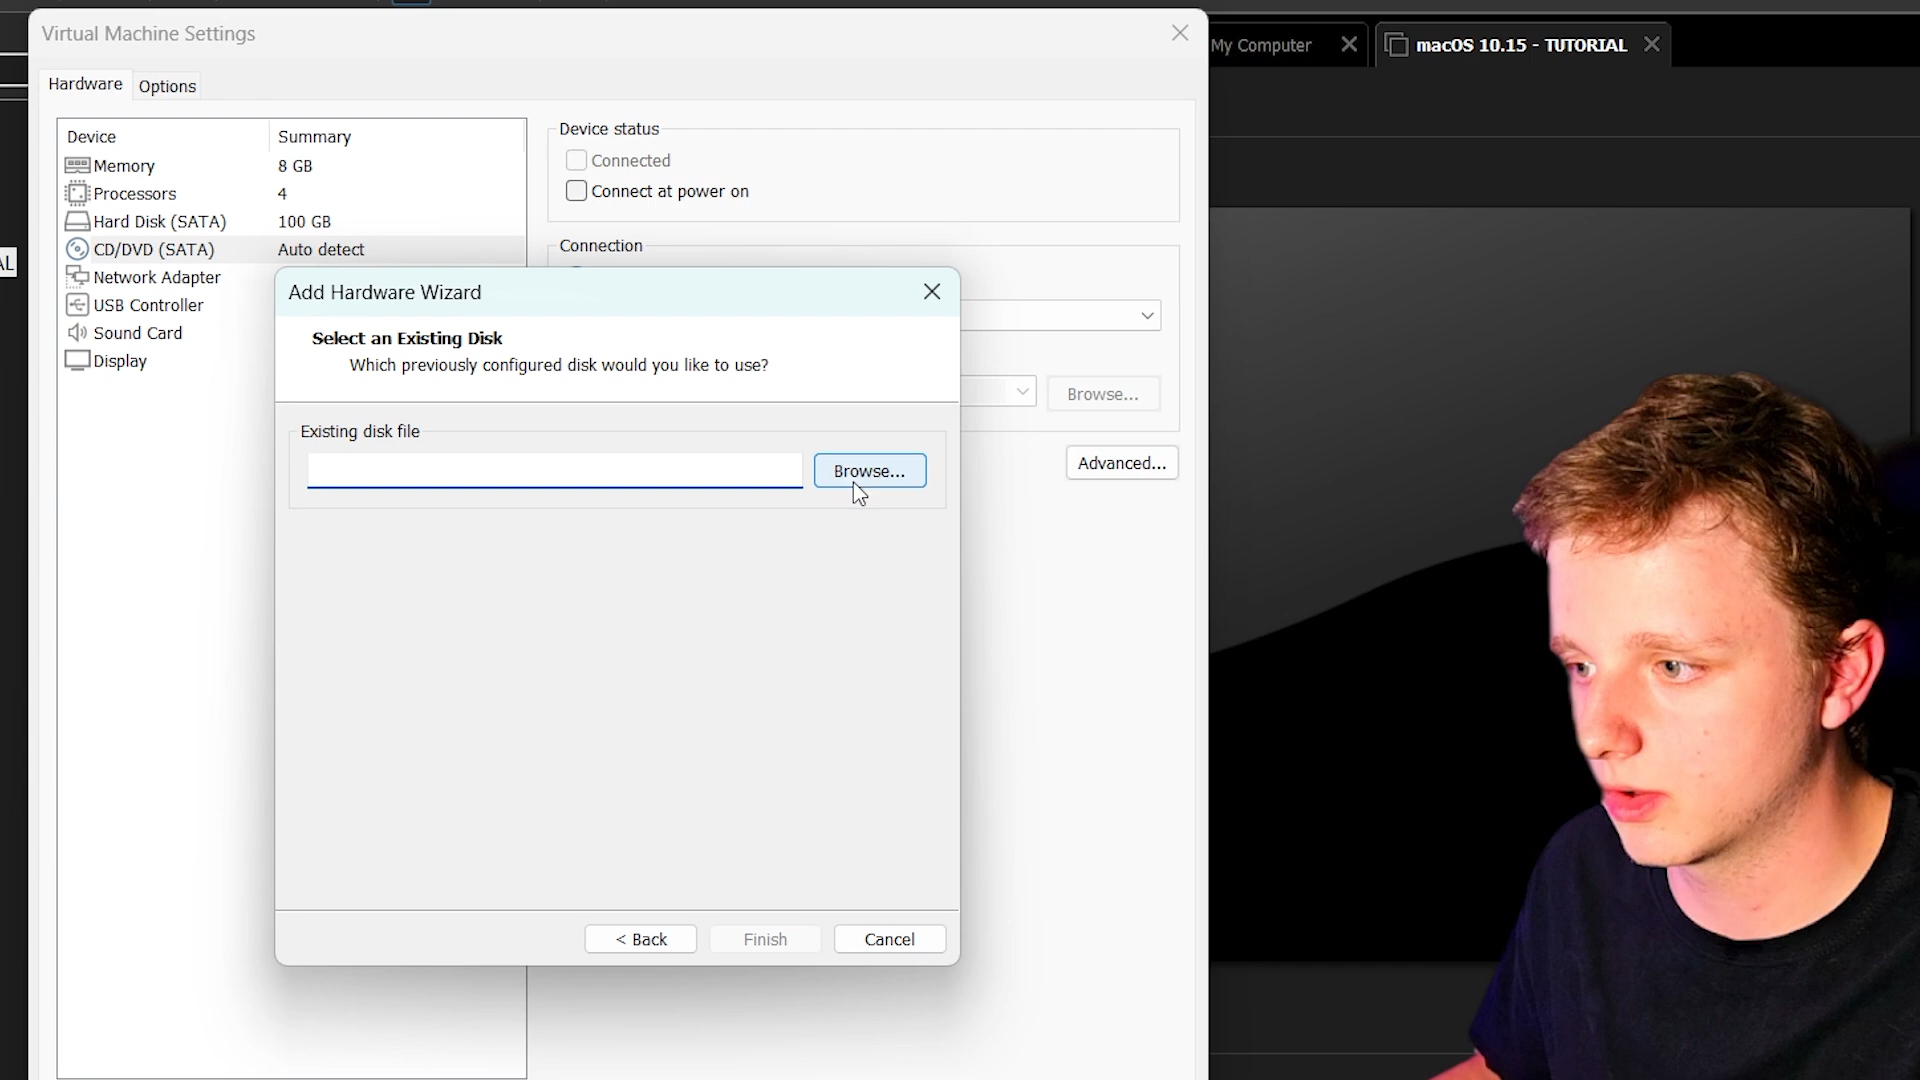 Virtual Machine Settings
My Computer
macOS 10.15 - TUTORIAL
Hardware
Options
Device
Summary
Memory
8 GB
Processors
4
Hard Disk (SATA)
100 GB
CD/DVD (SATA)
Auto detect
Network Adapter
USB Controller
Sound Card
Display
Device status
Connected
Connect at power on
Connection
Browse...
Advanced...
AL
Add Hardware Wizard
Select an Existing Disk
Which previously configured disk would you like to use?
Existing disk file
Browse...
< Back
Finish
Cancel